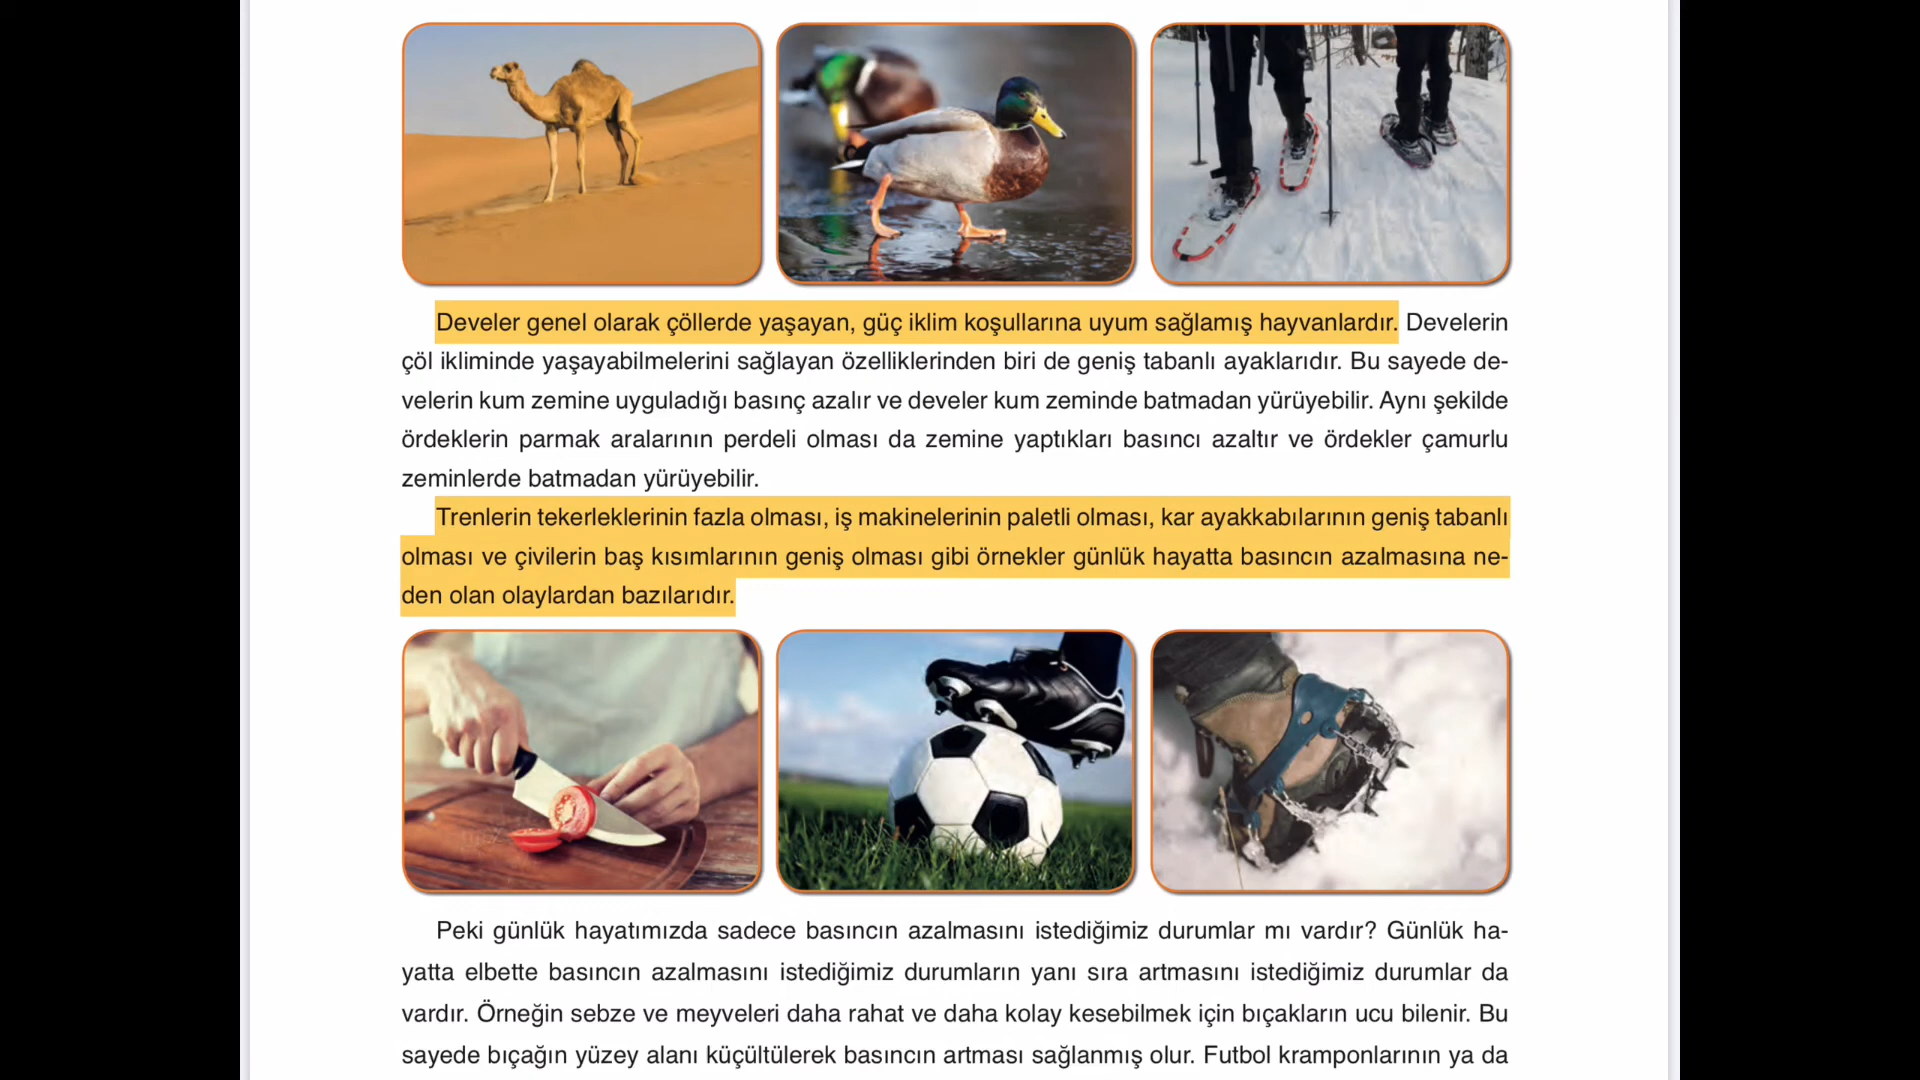 Develer genel olarak çöllerde yaşayan, güç iklim koşullarına uyum sağlamış hayvanlardır. Develerin
çöl ikliminde yaşayabilmelerini sağlayan özelliklerinden biri de geniş tabanlı ayaklarıdır. Bu sayede de-
velerin kum zemine uyguladığı basınç azalır ve develer kum zeminde batmadan yürüyebilir. Aynı şekilde
ördeklerin parmak aralarının perdeli olması da zemine yaptıkları basıncı azaltır ve ördekler çamurlu
zeminlerde batmadan yürüyebilir.
Trenlerin tekerleklerinin fazla olması, iş makinelerinin paletli olması, kar ayakkabılarının geniş tabanlı
olması ve çivilerin baş kısımlarının geniş olması gibi örnekler günlük hayatta basıncın azalmasına ne-
den olan olaylardan bazılarıdır.
Peki günlük hayatımızda sadece basıncın azalmasını istediğimiz durumlar mı vardır? Günlük ha-
yatta elbette basıncın azalmasını istediğimiz durumların yanı sıra artmasını istediğimiz durumlar da
vardır. Örneğin sebze ve meyveleri daha rahat ve daha kolay kesebilmek için bıçakların ucu bilenir. Bu
sayede bıçağın yüzey alanı küçültülerek basıncın artması sağlanmış olur. Futbol kramponlarının ya da